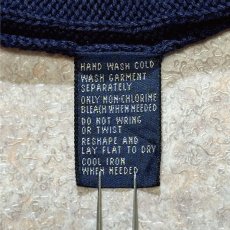 HAND WASH COLD
WASH GARMENT
SEPARATELY
ONLY NON-CHLORINE
BLEACH WHEN NEEDED
DO NOT WRING
OR TWIST
RESHAPE AND
LAY FLAT TO DRY
COOL IRON
WHEN NEEDED